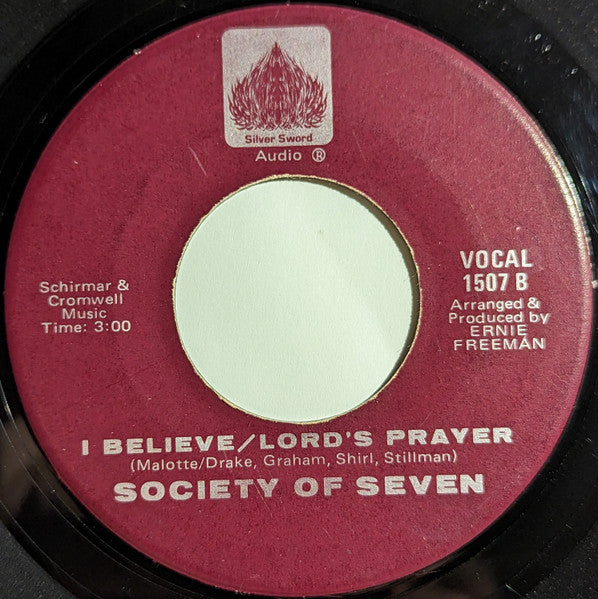 Silver Sword
Audio ®
Schirmar &
Cromwell
Music
Time: 3:00
VOCAL
1507 B
Arranged &
Produced by
ERNIE
FREEMAN
I BELIEVE/LORD'S PRAYER
(Malotte/Drake, Graham, Shirl, Stillman)
SOCIETY OF SEVEN